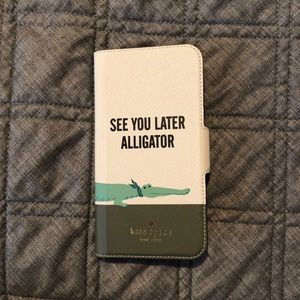 SEE YOU LATER
ALLIGATOR
kate spade
NEW YORK